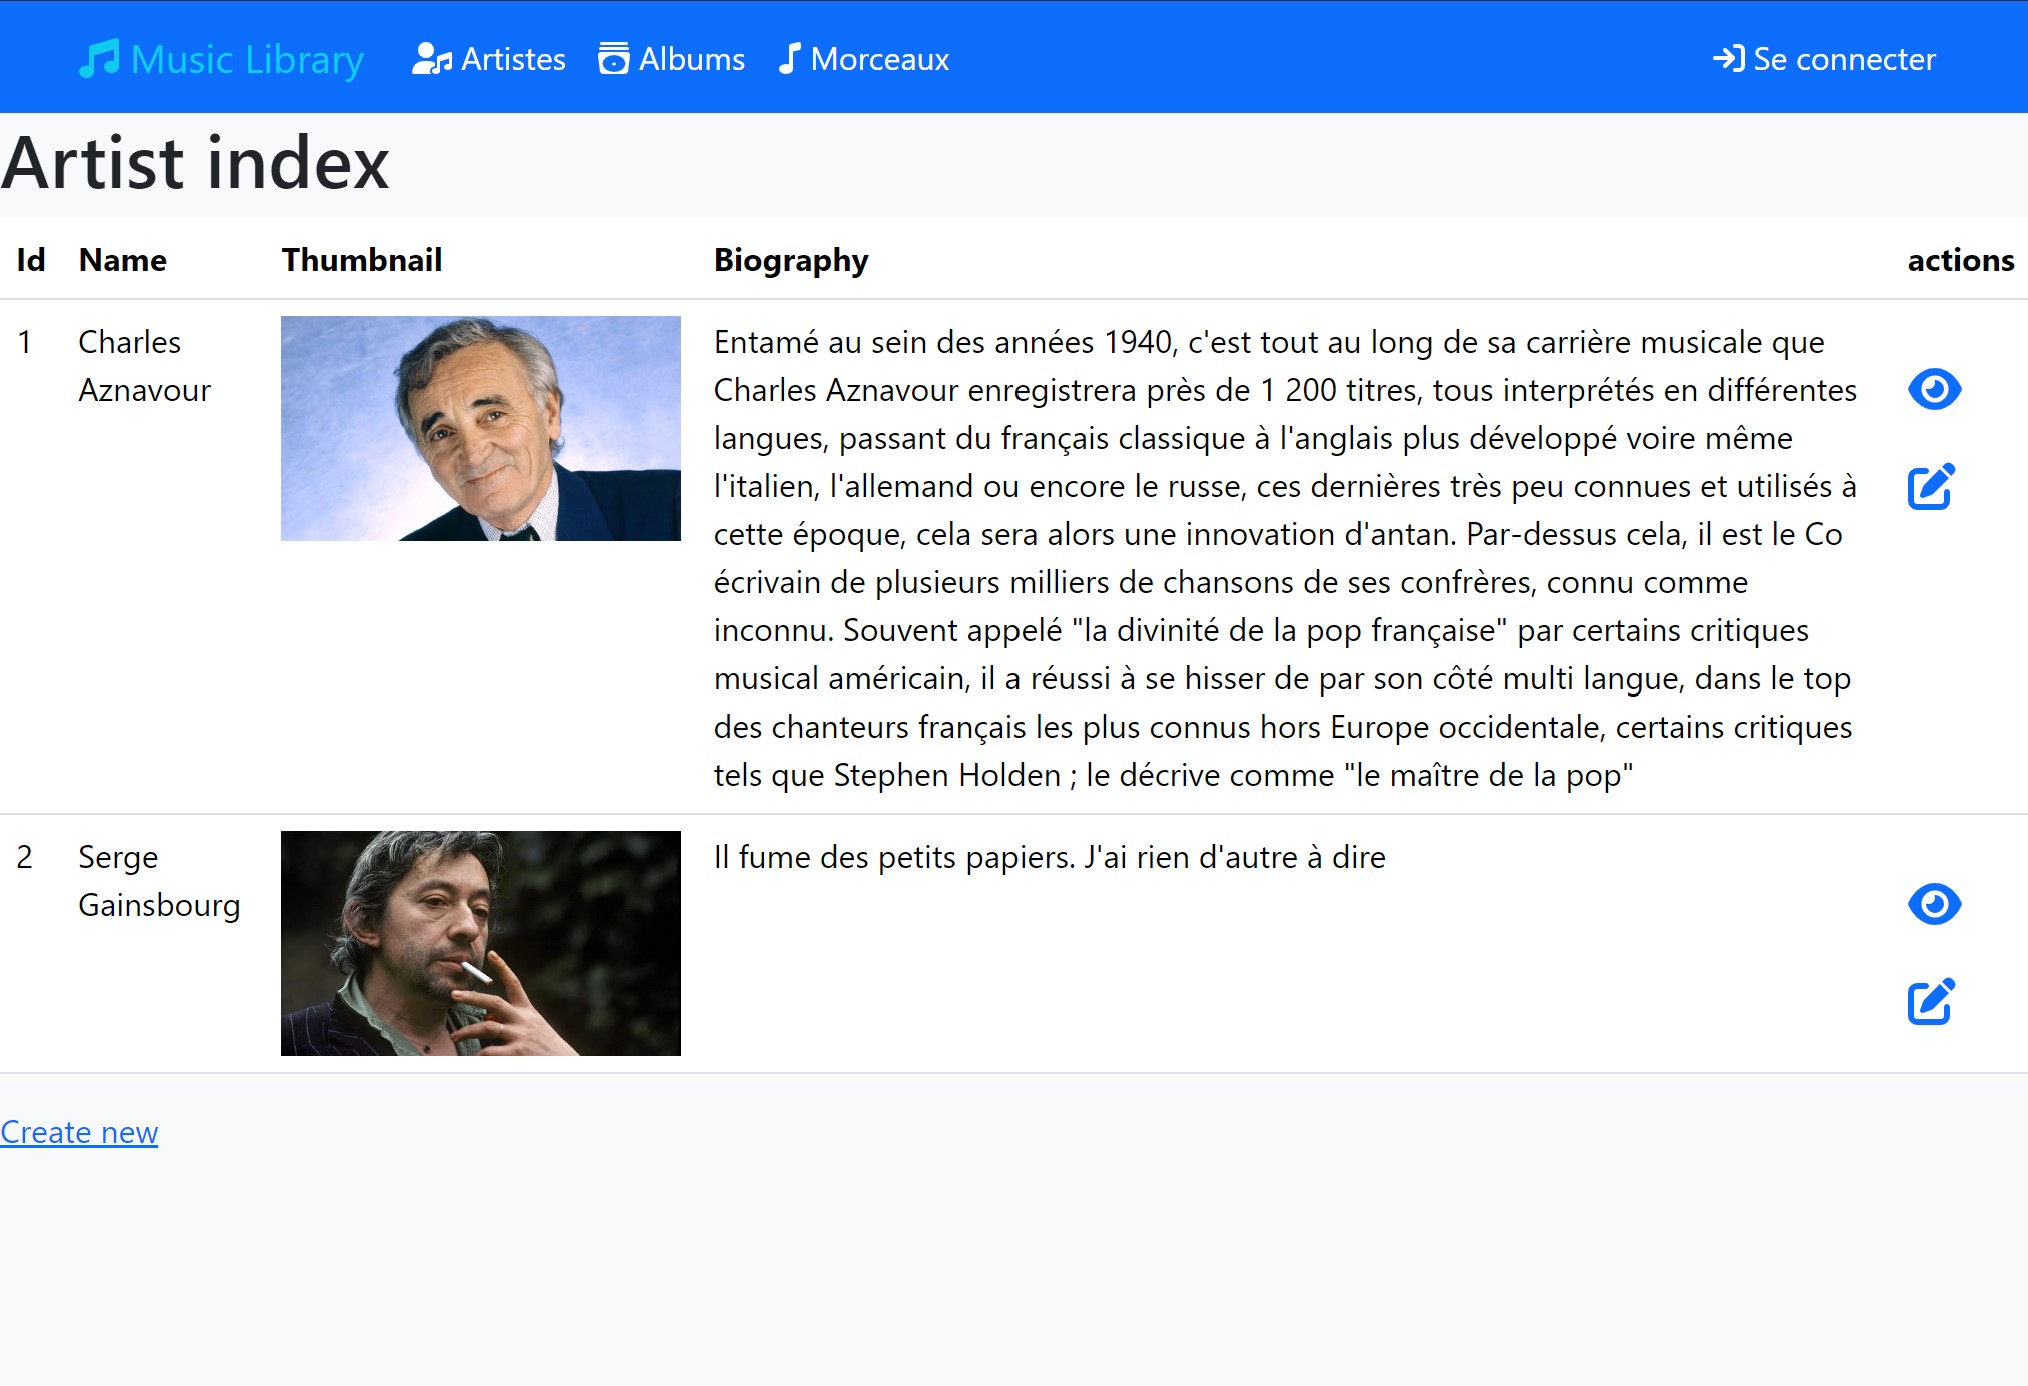 Music Library Artistes Albums Morceaux Se connecter
Artist index
Id Name Thumbnail Biography actions
1 Charles Aznavour
Entamé au sein des années 1940, c'est tout au long de sa carrière musicale que
Charles Aznavour enregistrera près de 1 200 titres, tous interprétés en différentes
langues, passant du français classique à l'anglais plus développé voire même
l'italien, l'allemand ou encore le russe, ces dernières très peu connues et utilisés à
cette époque, cela sera alors une innovation d'antan. Par-dessus cela, il est le Co
écrivain de plusieurs milliers de chansons de ses confrères, connu comme
inconnu. Souvent appelé "la divinité de la pop française" par certains critiques
musical américain, il a réussi à se hisser de par son côté multi langue, dans le top
des chanteurs français les plus connus hors Europe occidentale, certains critiques
tels que Stephen Holden ; le décrive comme "le maître de la pop"
2 Serge Gainsbourg
Il fume des petits papiers. J'ai rien d'autre à dire
Create new